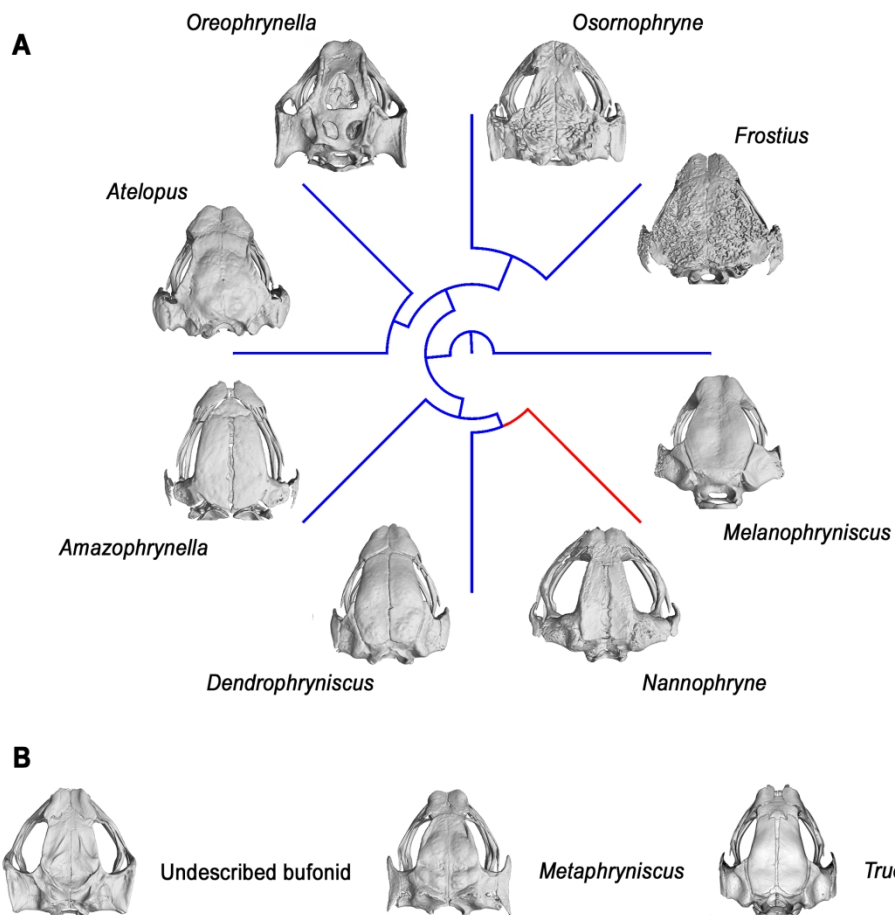 A
Oreophrynella
Osornophryne
Frostius
Atelopus
Amazophrynella
Melanophryniscus
Dendrophryniscus
Nannophryne
B
Undescribed bufonid
Metaphryniscus